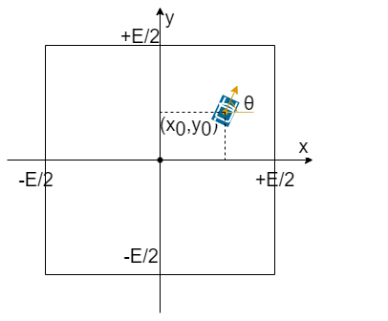 y
+E/2
θ
(x0,y0)
x
-E/2
+E/2
-E/2